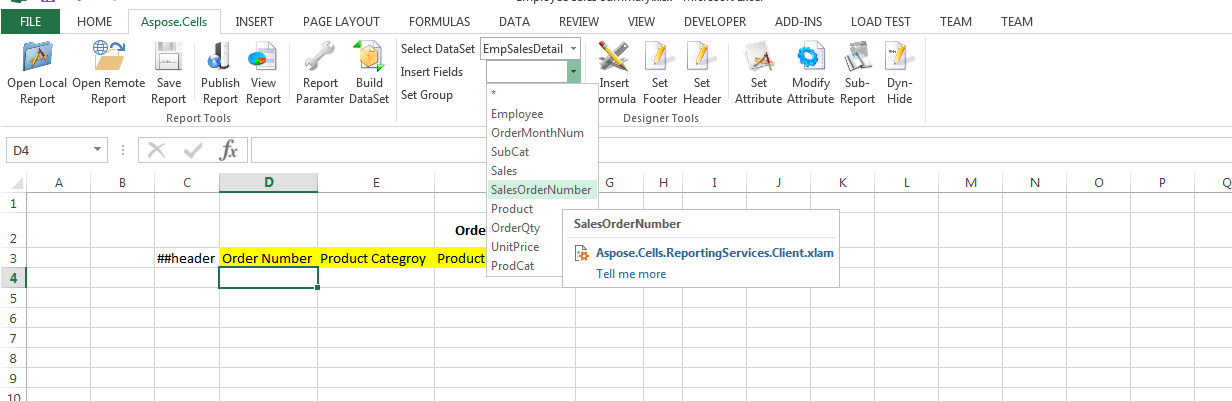 FILE HOME Aspose.Cells INSERT PAGE LAYOUT FORMULAS DATA REVIEW VIEW DEVELOPER ADD-INS LOAD TEST TEAM TEAM
Select DataSet EmpSalesDetail
Insert Fields
Set Group
Open Local Report
Open Remote Report
Save Report
Publish Report
View Report
Report Paramter
Build DataSet
Insert
Set Footer
Set Header
Set Attribute
Modify Attribute
Sub-Report
Dyn-Hide
Report Tools
Designer Tools
*
Employee
OrderMonthNum
SubCat
Sales
SalesOrderNumber
Product
OrderQty
UnitPrice
ProdCat
D4
fx
A B C D E G H I J K L M N O P Q
1
2
3 ##header Order Number Product Categroy Product
4
5
6
7
8
9
10
SalesOrderNumber
Aspose.Cells.ReportingServices.Client.xlam
Tell me more